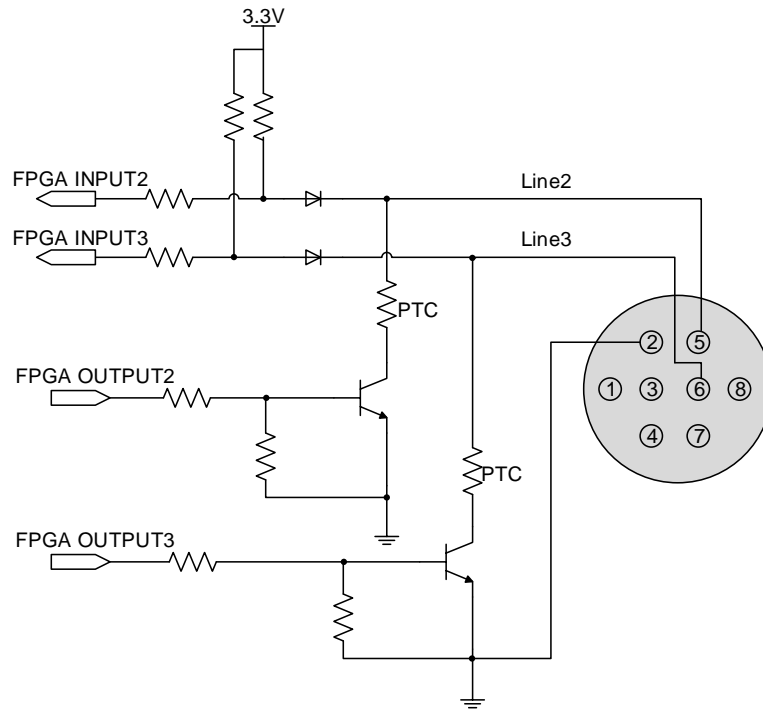 3.3V
FPGA INPUT2
Line2
FPGA INPUT3
Line3
PTC
2 5
FPGA OUTPUT2
1 3 6 8
4 7
PTC
FPGA OUTPUT3